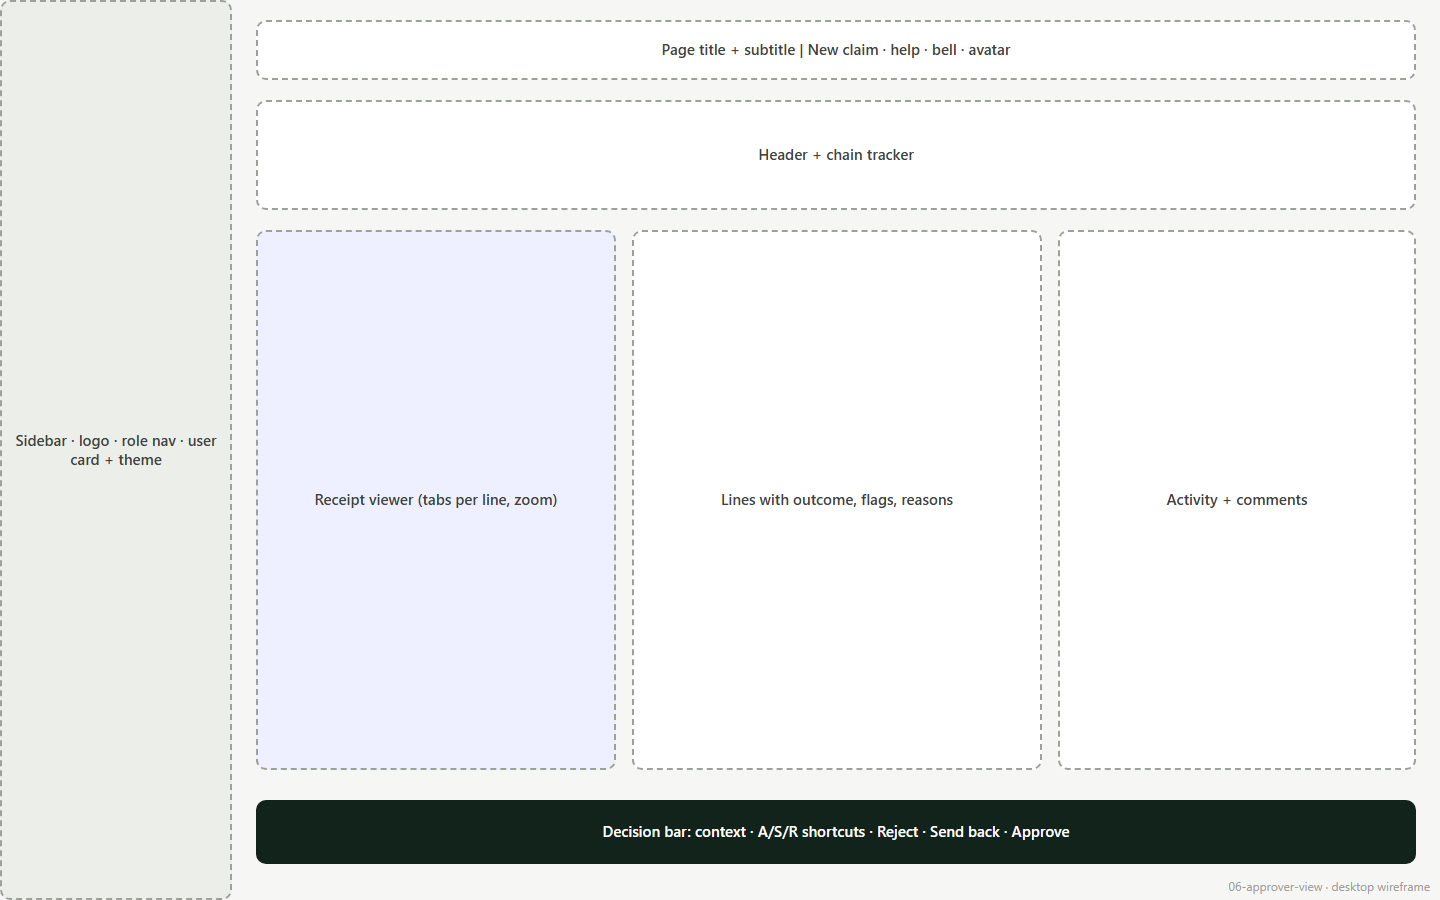 Page title + subtitle | New claim · help · bell · avatar
Header + chain tracker
Sidebar · logo · role nav · user
card + theme
Receipt viewer (tabs per line, zoom)
Lines with outcome, flags, reasons
Activity + comments
Decision bar: context · A/S/R shortcuts · Reject · Send back · Approve
06-approver-view · desktop wireframe